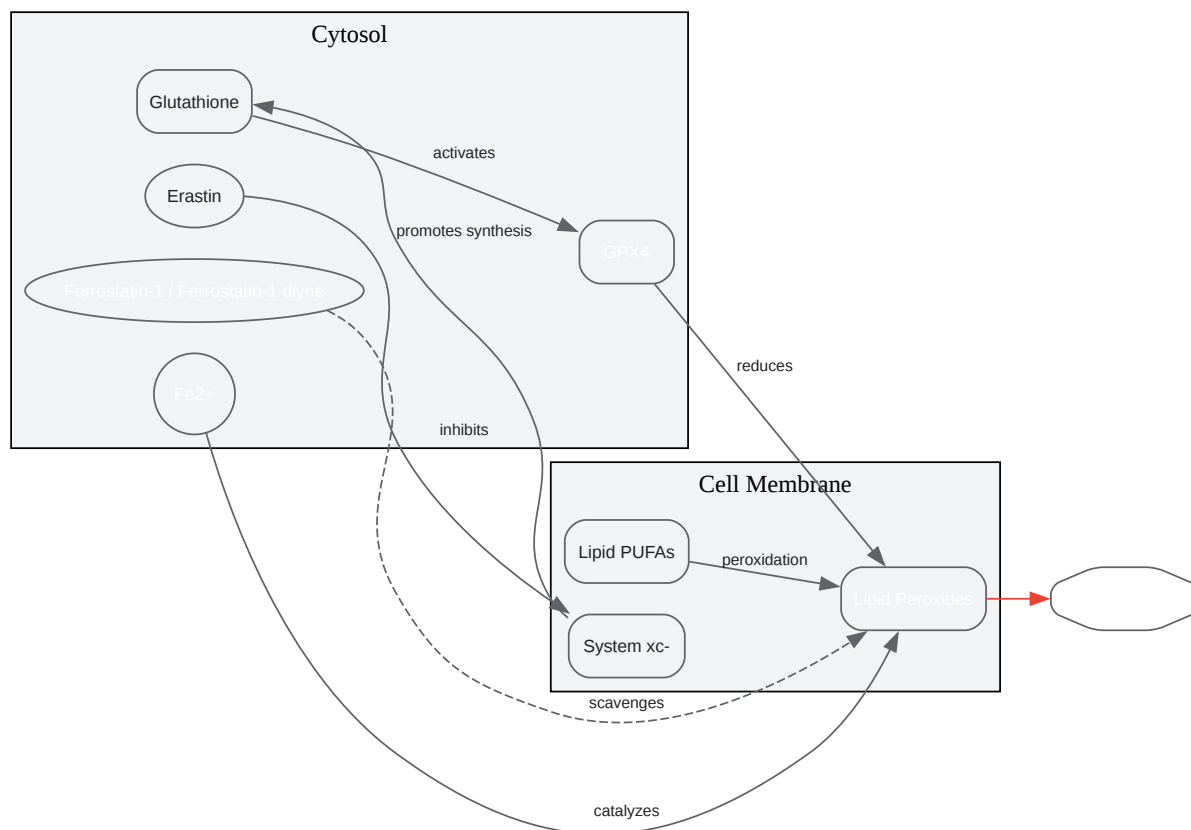 Cytosol
Glutathione
activates
Erastin
promotes synthesis
GPX4
Ferrostatin-1 / Ferrostatin-1 diyne
reduces
Fe2+
inhibits
Cell Membrane
Lipid PUFAs
peroxidation
Lipid Peroxides
System xc-
scavenges
catalyzes